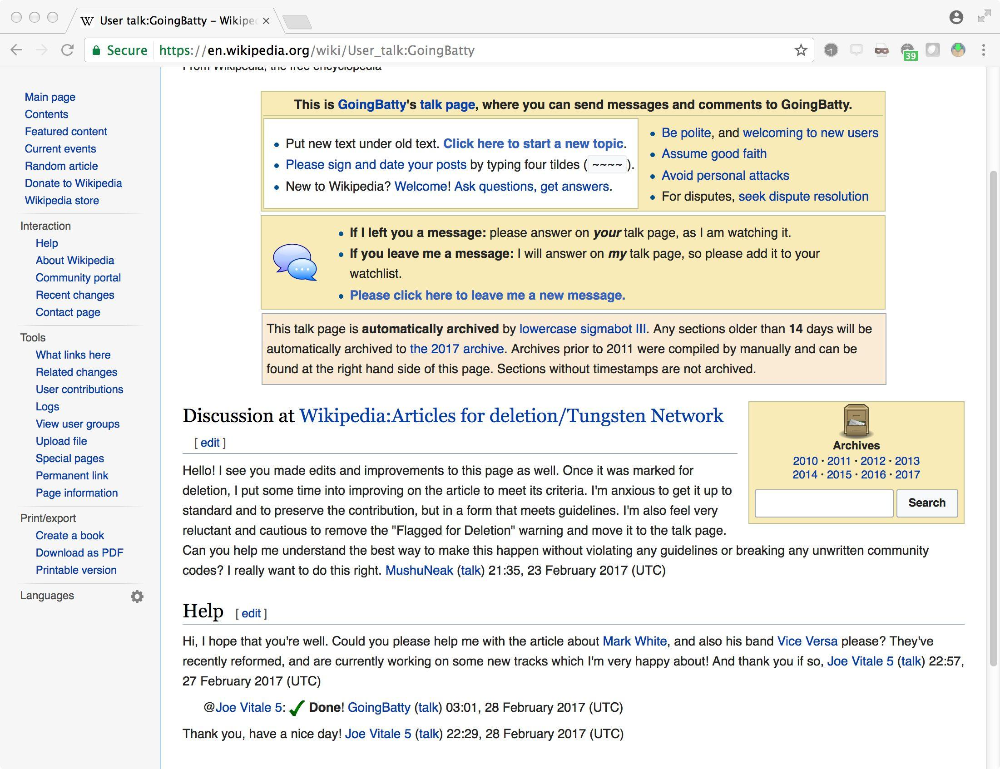 User talk:GoingBatty – Wikipe
Secure https://en.wikipedia.org/wiki/User_talk:GoingBatty
39
From Wikipedia, the free encyclopedia
Main page
Contents
Featured content
Current events
Random article
Donate to Wikipedia
Wikipedia store
Interaction
Help
About Wikipedia
Community portal
Recent changes
Contact page
Tools
What links here
Related changes
User contributions
Logs
View user groups
Upload file
Special pages
Permanent link
Page information
Print/export
Create a book
Download as PDF
Printable version
Languages
This is GoingBatty's talk page, where you can send messages and comments to GoingBatty.
Put new text under old text. Click here to start a new topic.
Please sign and date your posts by typing four tildes ( ~~~~ ).
New to Wikipedia? Welcome! Ask questions, get answers.
Be polite, and welcoming to new users
Assume good faith
Avoid personal attacks
For disputes, seek dispute resolution
If I left you a message: please answer on your talk page, as I am watching it.
If you leave me a message: I will answer on my talk page, so please add it to your
watchlist.
Please click here to leave me a new message.
This talk page is automatically archived by lowercase sigmabot III. Any sections older than 14 days will be
automatically archived to the 2017 archive. Archives prior to 2011 were compiled by manually and can be
found at the right hand side of this page. Sections without timestamps are not archived.
Archives
2010 · 2011 · 2012 · 2013
2014 · 2015 · 2016 · 2017
Search
Discussion at Wikipedia:Articles for deletion/Tungsten Network
[ edit ]
Hello! I see you made edits and improvements to this page as well. Once it was marked for
deletion, I put some time into improving on the article to meet its criteria. I'm anxious to get it up to
standard and to preserve the contribution, but in a form that meets guidelines. I'm also feel very
reluctant and cautious to remove the "Flagged for Deletion" warning and move it to the talk page.
Can you help me understand the best way to make this happen without violating any guidelines or breaking any unwritten community
codes? I really want to do this right. MushuNeak (talk) 21:35, 23 February 2017 (UTC)
Help [ edit ]
Hi, I hope that you're well. Could you please help me with the article about Mark White, and also his band Vice Versa please? They've
recently reformed, and are currently working on some new tracks which I'm very happy about! And thank you if so, Joe Vitale 5 (talk) 22:57,
27 February 2017 (UTC)
@Joe Vitale 5: Done! GoingBatty (talk) 03:01, 28 February 2017 (UTC)
Thank you, have a nice day! Joe Vitale 5 (talk) 22:29, 28 February 2017 (UTC)